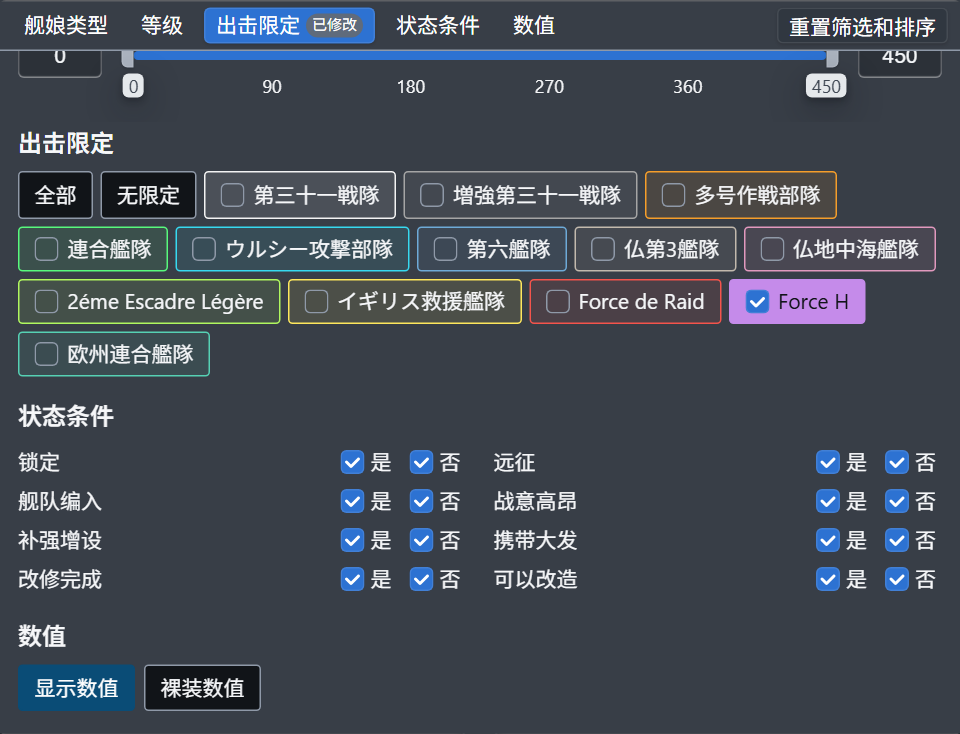 舰娘类型 等级 出击限定 已修改 状态条件 数值 重置筛选和排序
0 450
0 90 180 270 360 450
出击限定
全部 无限定 第三十一戦隊 増強第三十一戦隊 多号作戦部隊
連合艦隊 ウルシー攻撃部隊 第六艦隊 仏第3艦隊 仏地中海艦隊
2éme Escadre Légère イギリス救援艦隊 Force de Raid Force H
欧州連合艦隊
状态条件
锁定 是 否 远征 是 否
舰队编入 是 否 战意高昂 是 否
补强增设 是 否 携带大发 是 否
改修完成 是 否 可以改造 是 否
数值
显示数值 裸装数值